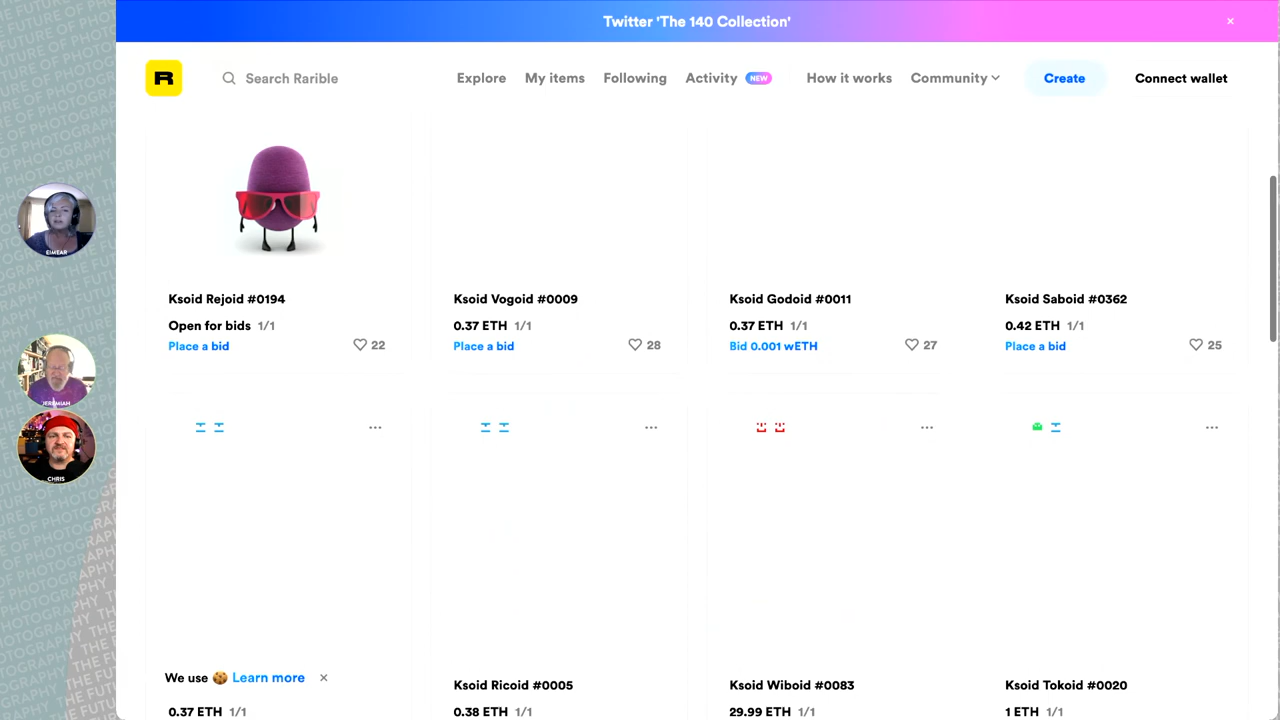 Twitter 'The 140 Collection'
×
R
Search Rarible
Explore My items Following Activity NEW How it works Community Create Connect wallet
Ksoid Rejoid #0194
Open for bids 1/1
Place a bid
22
Ksoid Vogoid #0009
0.37 ETH 1/1
Place a bid
28
Ksoid Godoid #0011
0.37 ETH 1/1
Bid 0.001 wETH
27
Ksoid Saboid #0362
0.42 ETH 1/1
Place a bid
25
We use 🍪 Learn more ×
0.37 ETH 1/1
Ksoid Ricoid #0005
0.38 ETH 1/1
Ksoid Wiboid #0083
29.99 ETH 1/1
Ksoid Tokoid #0020
1 ETH 1/1
EIMEAR
JEREMIAH
CHRIS
THE FUTURE OF PHOTOGRAPHY